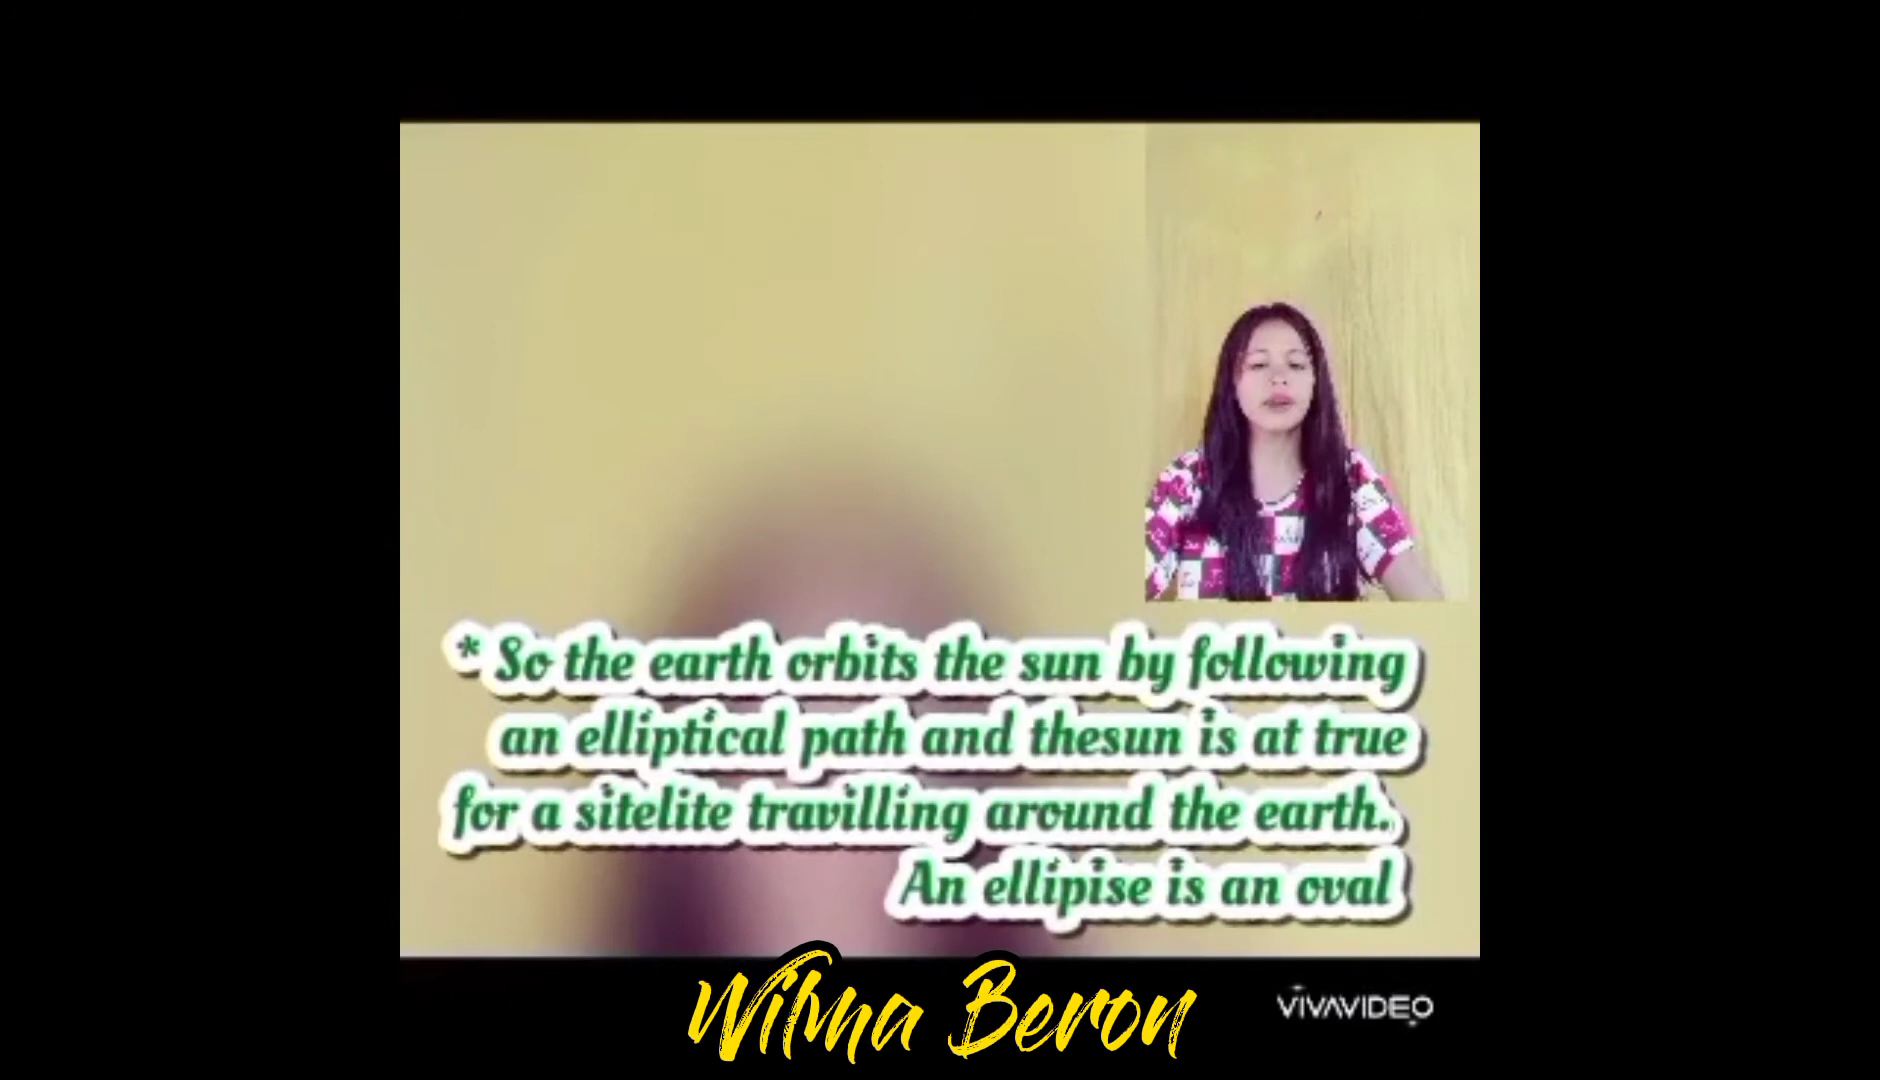 * So the earth orbits the sun by following
an elliptical path and thesun is at true
for a sitelite travilling around the earth.
An ellipise is an oval
Wilma Beron
VIVAVIDEO